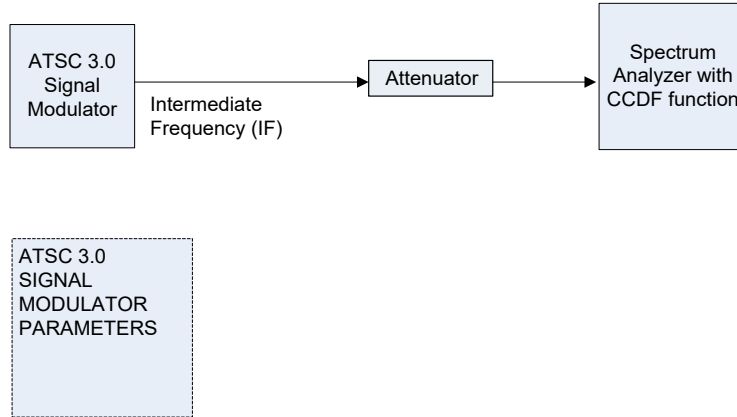 ATSC 3.0
Signal
Modulator
Intermediate
Frequency (IF)
Attenuator
Spectrum
Analyzer with
CCDF function
ATSC 3.0
SIGNAL
MODULATOR
PARAMETERS